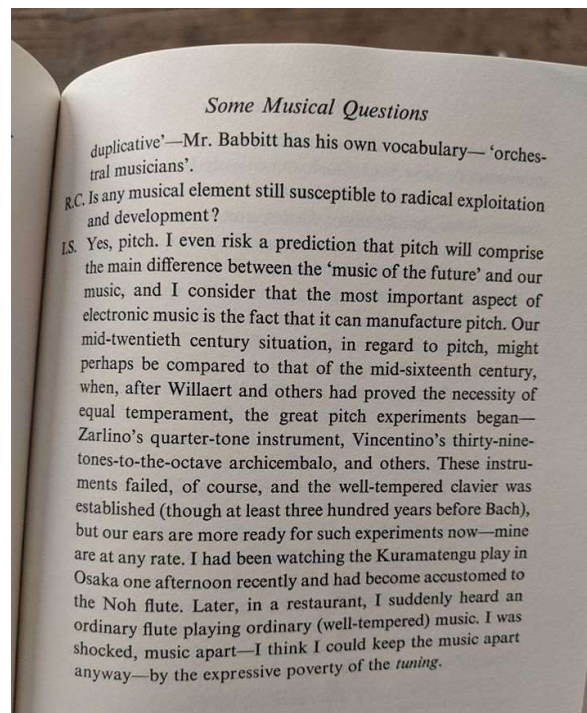 Some Musical Questions
duplicative’—Mr. Babbitt has his own vocabulary—‘orches-
tral musicians’.
R.C. Is any musical element still susceptible to radical exploitation
and development?
I.S. Yes, pitch. I even risk a prediction that pitch will comprise
the main difference between the ‘music of the future’ and our
music, and I consider that the most important aspect of
electronic music is the fact that it can manufacture pitch. Our
mid-twentieth century situation, in regard to pitch, might
perhaps be compared to that of the mid-sixteenth century,
when, after Willaert and others had proved the necessity of
equal temperament, the great pitch experiments began—
Zarlino’s quarter-tone instrument, Vincentino’s thirty-nine-
tones-to-the-octave archicembalo, and others. These instru-
ments failed, of course, and the well-tempered clavier was
established (though at least three hundred years before Bach),
but our ears are more ready for such experiments now—mine
are at any rate. I had been watching the Kuramatengu play in
Osaka one afternoon recently and had become accustomed to
the Noh flute. Later, in a restaurant, I suddenly heard an
ordinary flute playing ordinary (well-tempered) music. I was
shocked, music apart—I think I could keep the music apart
anyway—by the expressive poverty of the tuning.